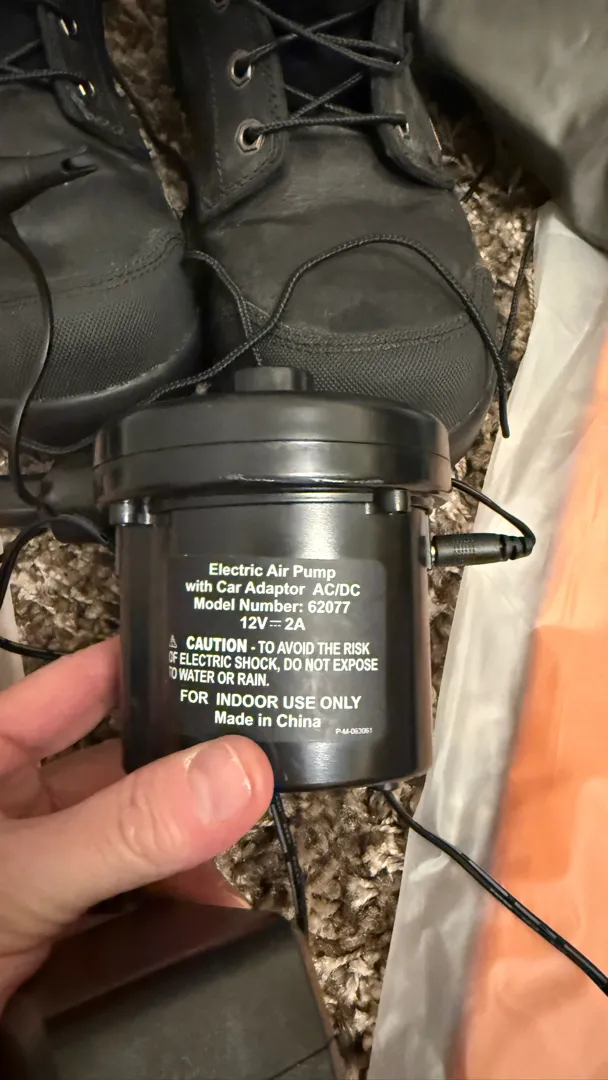 Electric Air Pump
with Car Adaptor AC/DC
Model Number: 62077
12V⎓2A
⚠ CAUTION - TO AVOID THE RISK
OF ELECTRIC SHOCK, DO NOT EXPOSE
TO WATER OR RAIN.
FOR INDOOR USE ONLY
Made in China
P-M-063061